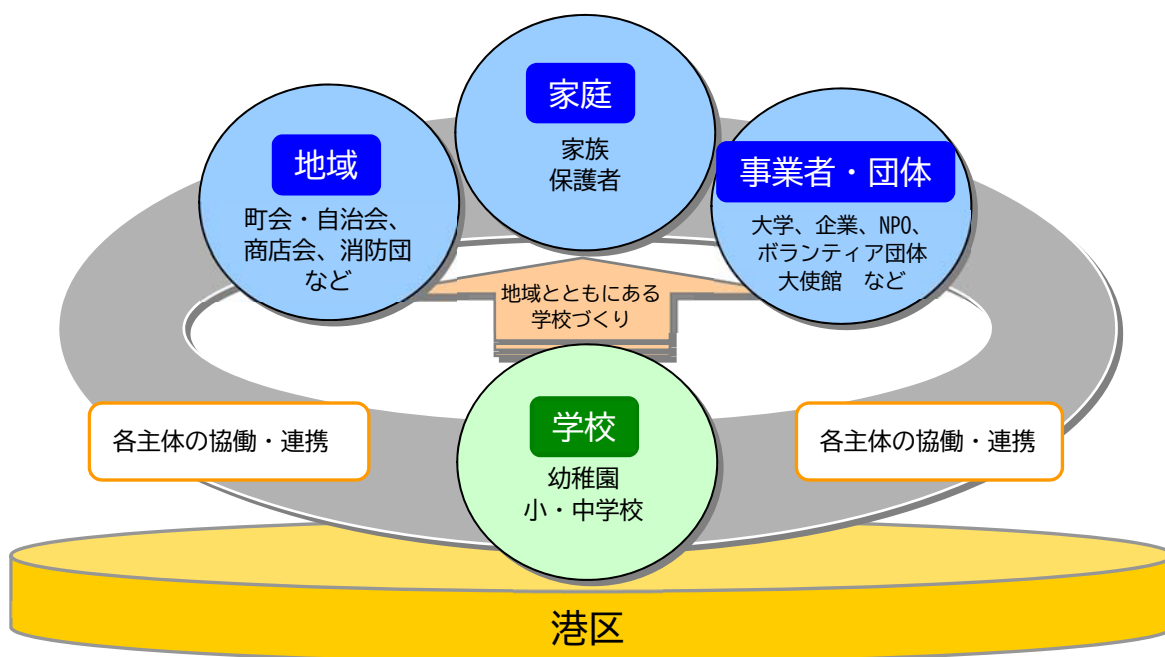 家庭
家族
保護者
地域
町会・自治会、
商店会、消防団
など
事業者・団体
大学、企業、NPO、
ボランティア団体
大使館　など
地域とともにある
学校づくり
各主体の協働・連携
学校
幼稚園
小・中学校
各主体の協働・連携
港区